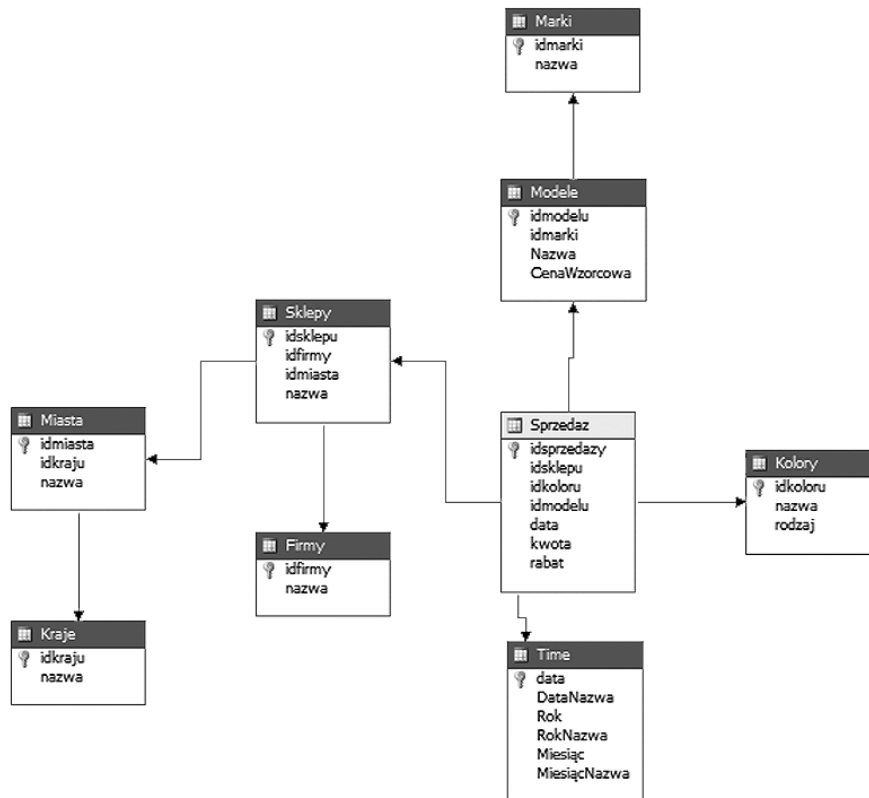 Marki
idmarki
nazwa
Modele
idmodelu
idmarki
Nazwa
CenaWzorcowa
Sklepy
idsklepu
idfirmy
idmiasta
nazwa
Miasta
idmiasta
idkraju
nazwa
Sprzedaz
idsprzedazy
idsklepu
idkoloru
idmodelu
data
kwota
rabat
Kolory
idkoloru
nazwa
rodzaj
Firmy
idfirmy
nazwa
Kraje
idkraju
nazwa
Time
data
DataNazwa
Rok
RokNazwa
Miesiąc
MiesiącNazwa